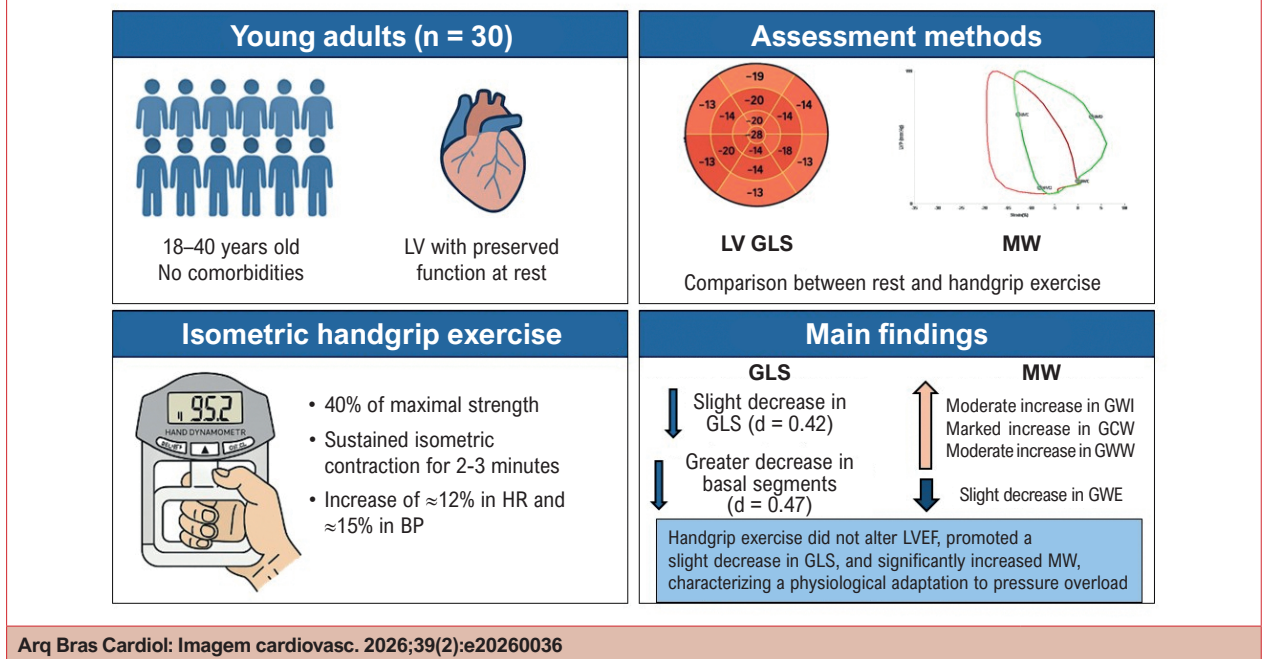 Young adults (n = 30)
18–40 years old
No comorbidities
LV with preserved
function at rest
Assessment methods
-19
-13
-20
-14
-14
-14
-20
-28
-20
-14
-18
-13
-14
-13
-13
LV GLS
MW
Comparison between rest and handgrip exercise
Isometric handgrip exercise
95.2
HAND DYNAMOMETR
• 40% of maximal strength
• Sustained isometric
contraction for 2-3 minutes
• Increase of ≈12% in HR and
≈15% in BP
Main findings
GLS
Slight decrease in
GLS (d = 0.42)
Greater decrease in
basal segments
(d = 0.47)
MW
Moderate increase in GWI
Marked increase in GCW
Moderate increase in GWW
Slight decrease in GWE
Handgrip exercise did not alter LVEF, promoted a
slight decrease in GLS, and significantly increased MW,
characterizing a physiological adaptation to pressure overload
Arq Bras Cardiol: Imagem cardiovasc. 2026;39(2):e20260036